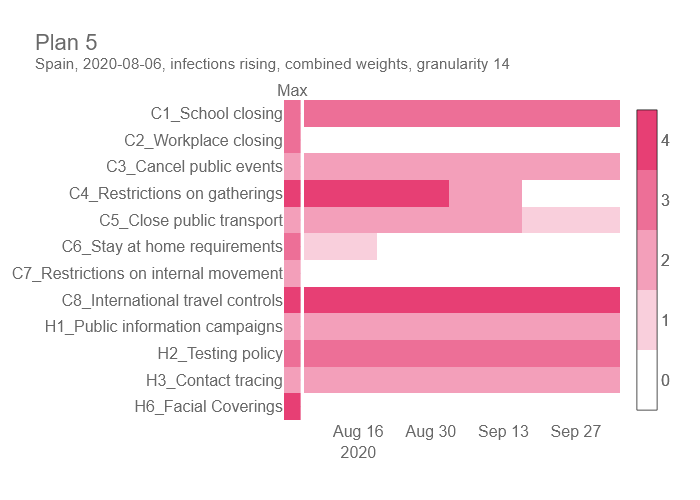 Plan 5
Spain, 2020-08-06, infections rising, combined weights, granularity 14
Max
C1_School closing
C2_Workplace closing
C3_Cancel public events
C4_Restrictions on gatherings
C5_Close public transport
C6_Stay at home requirements
C7_Restrictions on internal movement
C8_International travel controls
H1_Public information campaigns
H2_Testing policy
H3_Contact tracing
H6_Facial Coverings
Aug 16 Aug 30 Sep 13 Sep 27
2020
4
3
2
1
0